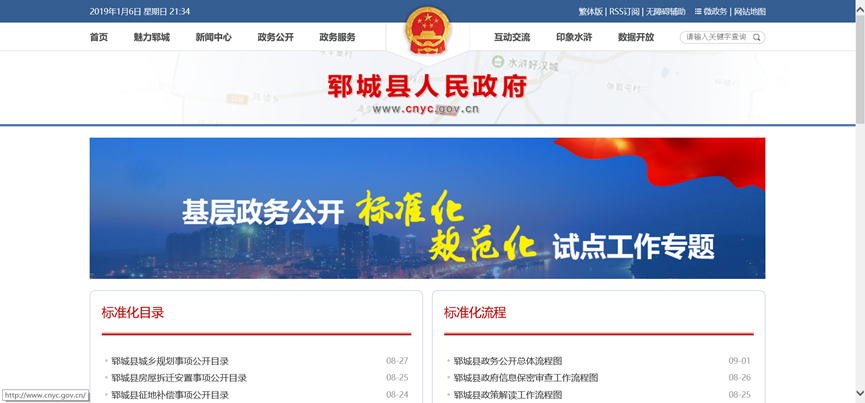 2019年1月6日 星期日 21:34
繁体版 | RSS订阅 | 无障碍辅助 微政务 | 网站地图
首页 魅力郓城 新闻中心 政务公开 政务服务 互动交流 印象水浒 数据开放 请输入关键字查询
水浒好汉城
郓城县人民政府
www.cnyc.gov.cn
基层政务公开 标准化
规范化 试点工作专题
标准化目录
郓城县城乡规划事项公开目录 08-27
郓城县房屋拆迁安置事项公开目录 08-25
郓城县征地补偿事项公开目录 08-24
标准化流程
郓城县政务公开总体流程图 09-01
郓城县政府信息保密审查工作流程图 08-26
郓城县政策解读工作流程图 08-25
http://www.cnyc.gov.cn/